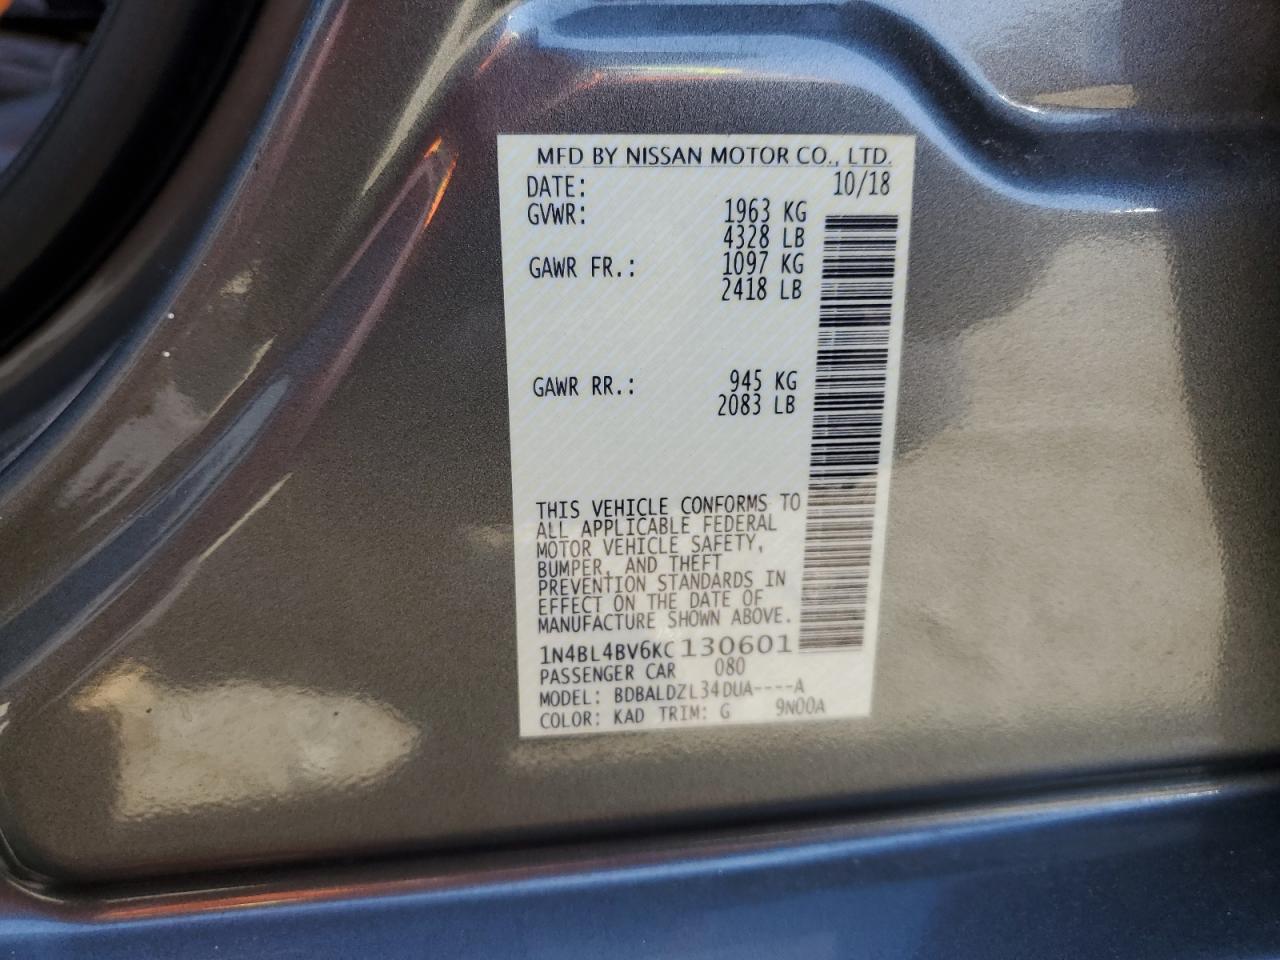 MFD BY NISSAN MOTOR CO., LTD.
DATE: 10/18
GVWR: 1963 KG
4328 LB
GAWR FR.: 1097 KG
2418 LB
GAWR RR.: 945 KG
2083 LB
THIS VEHICLE CONFORMS TO
ALL APPLICABLE FEDERAL
MOTOR VEHICLE SAFETY,
BUMPER, AND THEFT
PREVENTION STANDARDS IN
EFFECT ON THE DATE OF
MANUFACTURE SHOWN ABOVE.
1N4BL4BV6KC130601
PASSENGER CAR 080
MODEL: BDBALDZL34DUA----A
COLOR: KAD TRIM: G 9N00A